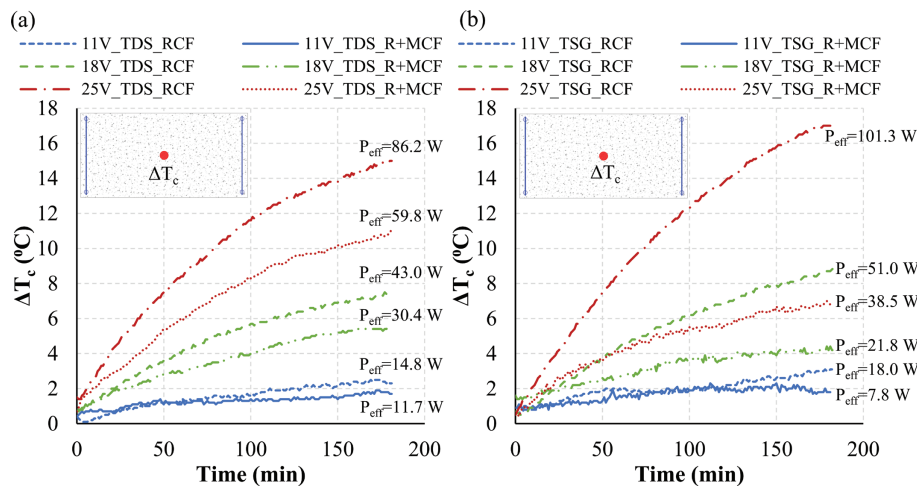 (a)
11V_TDS_RCF
11V_TDS_R+MCF
18V_TDS_RCF
18V_TDS_R+MCF
25V_TDS_RCF
25V_TDS_R+MCF
18
16
14
12
10
8
6
4
2
0
ΔTc (⁰C)
ΔTc
Peff=86.2 W
Peff=59.8 W
Peff=43.0 W
Peff=30.4 W
Peff=14.8 W
Peff=11.7 W
0 50 100 150 200
Time (min)
(b)
11V_TSG_RCF
11V_TSG_R+MCF
18V_TSG_RCF
18V_TSG_R+MCF
25V_TSG_RCF
25V_TSG_R+MCF
18
16
14
12
10
8
6
4
2
0
ΔTc (⁰C)
ΔTc
Peff=101.3 W
Peff=51.0 W
Peff=38.5 W
Peff=21.8 W
Peff=18.0 W
Peff=7.8 W
0 50 100 150 200
Time (min)